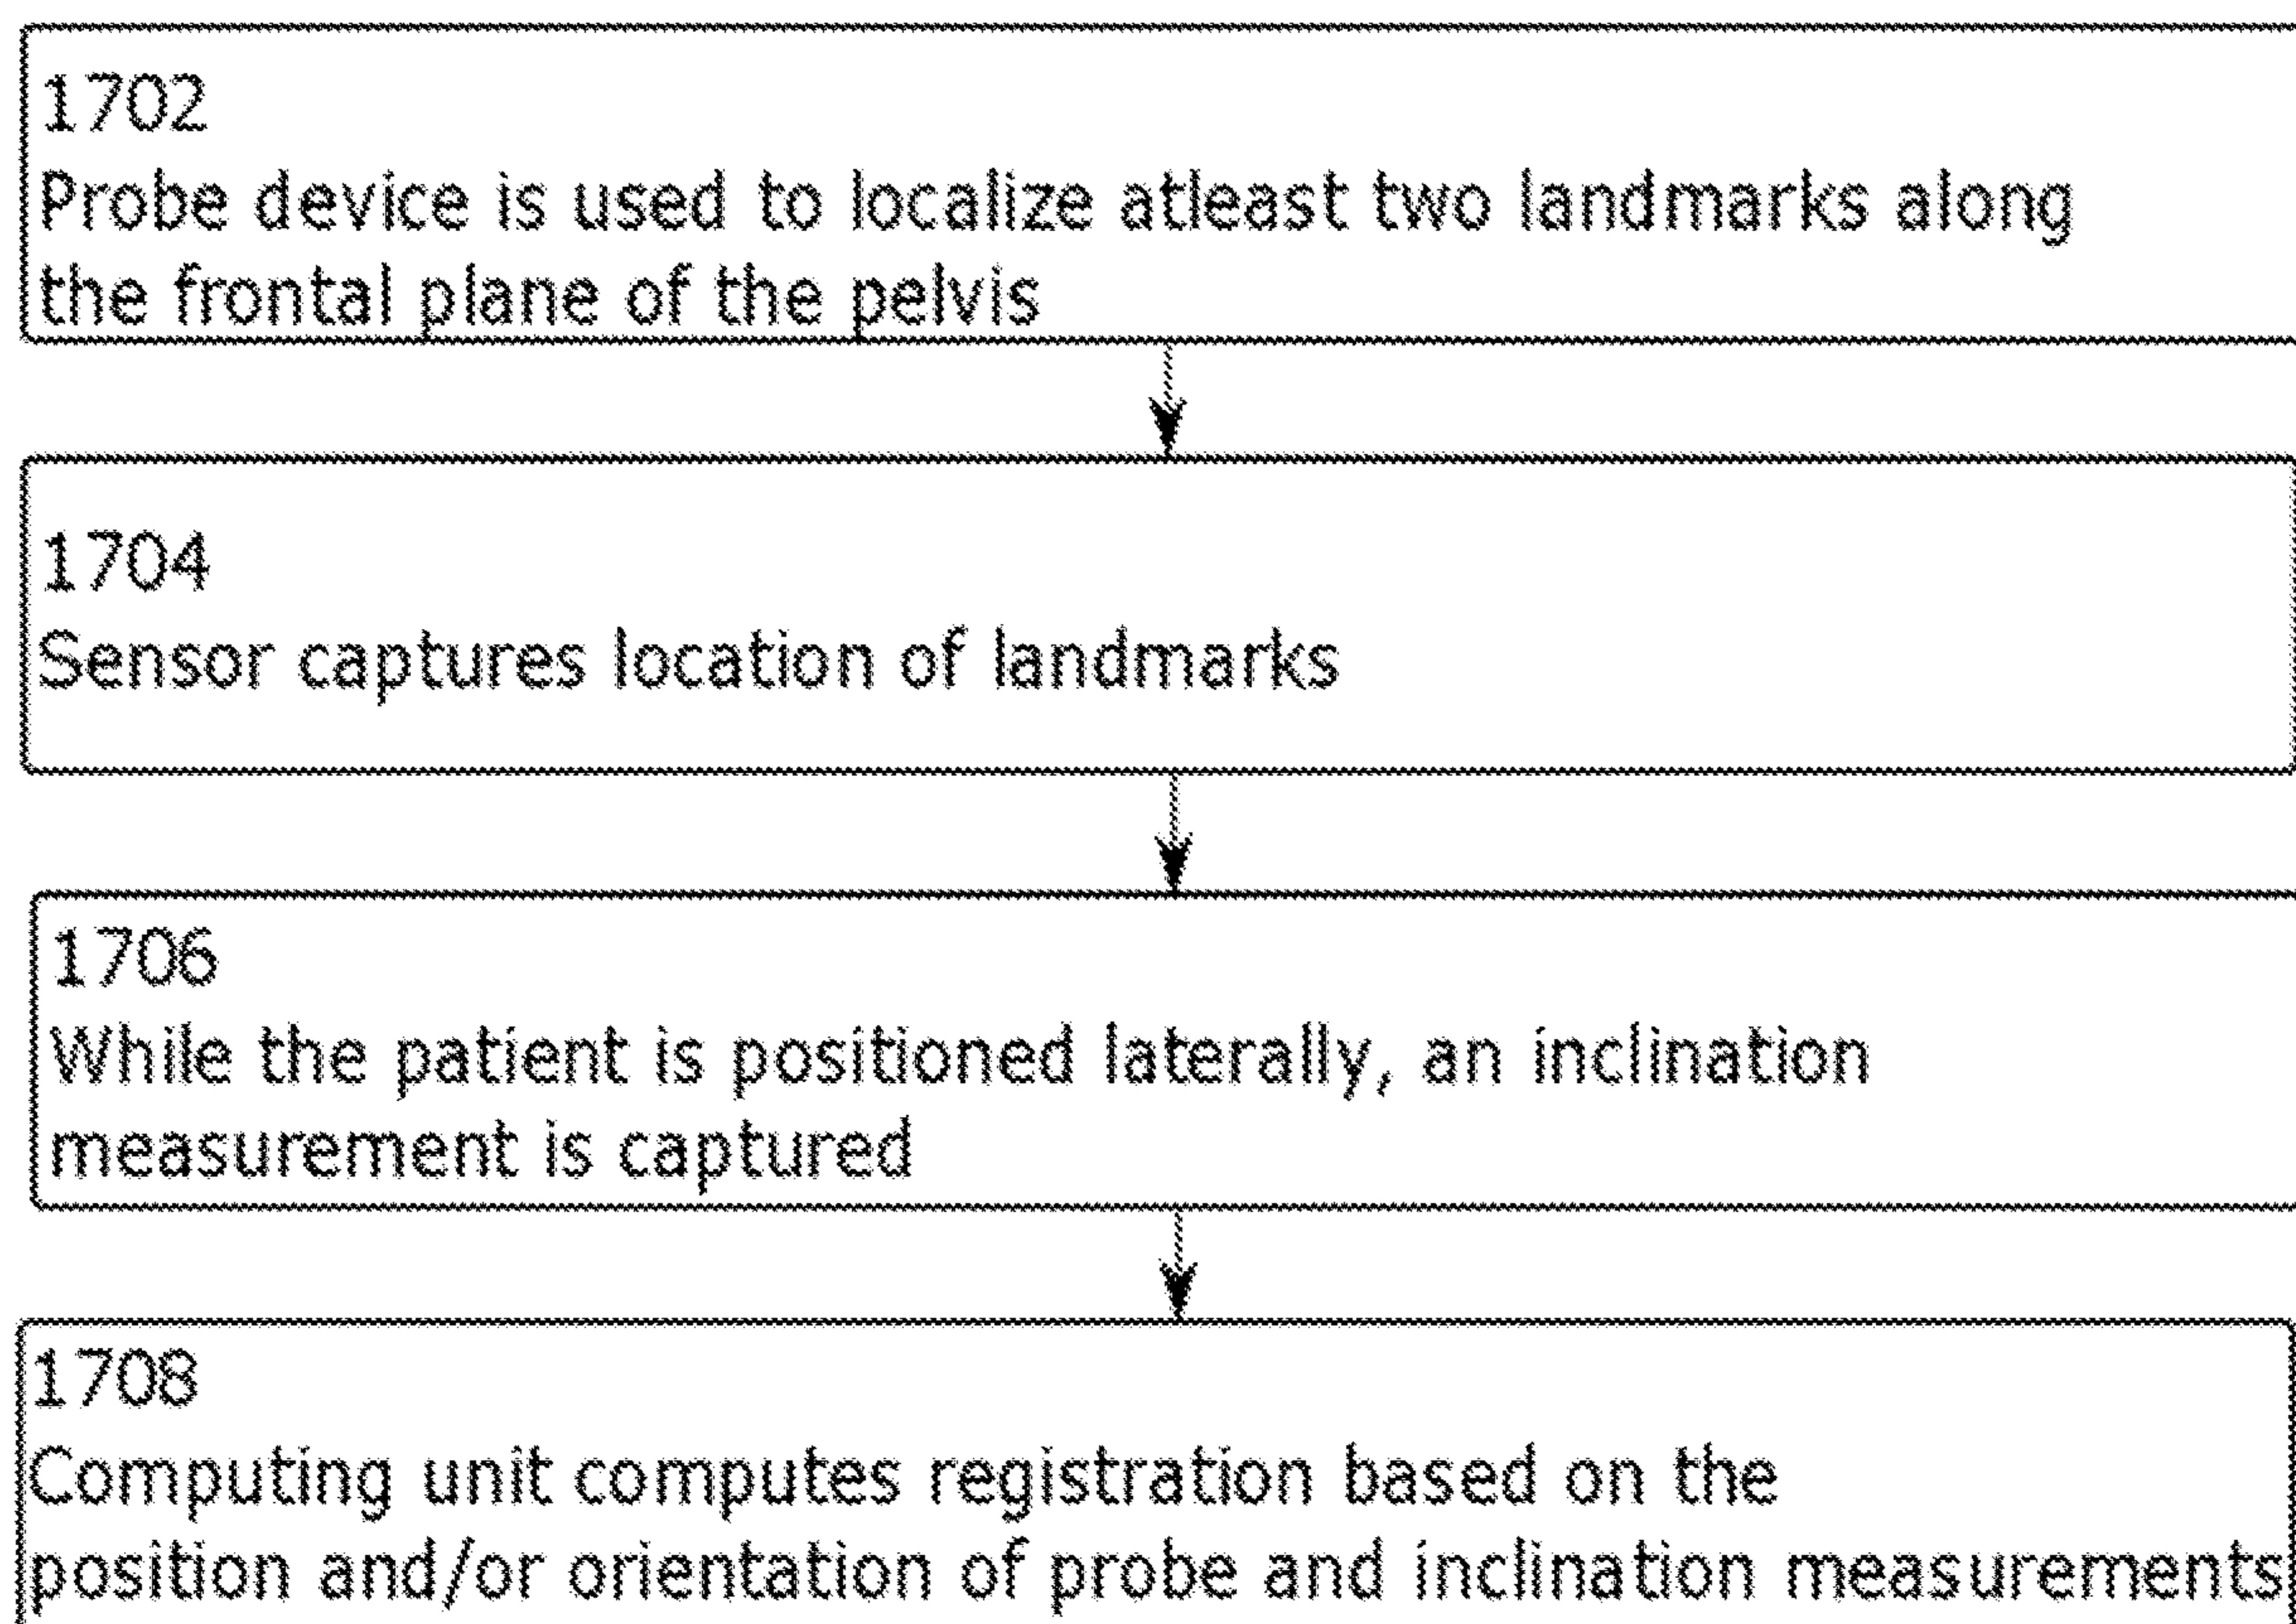 1702
Probe device is used to localize atleast two landmarks along
the frontal plane of the pelvis
1704
Sensor captures location of landmarks
1706
While the patient is positioned laterally, an inclination
measurement is captured
1708
Computing unit computes registration based on the
position and/or orientation of probe and inclination measurements